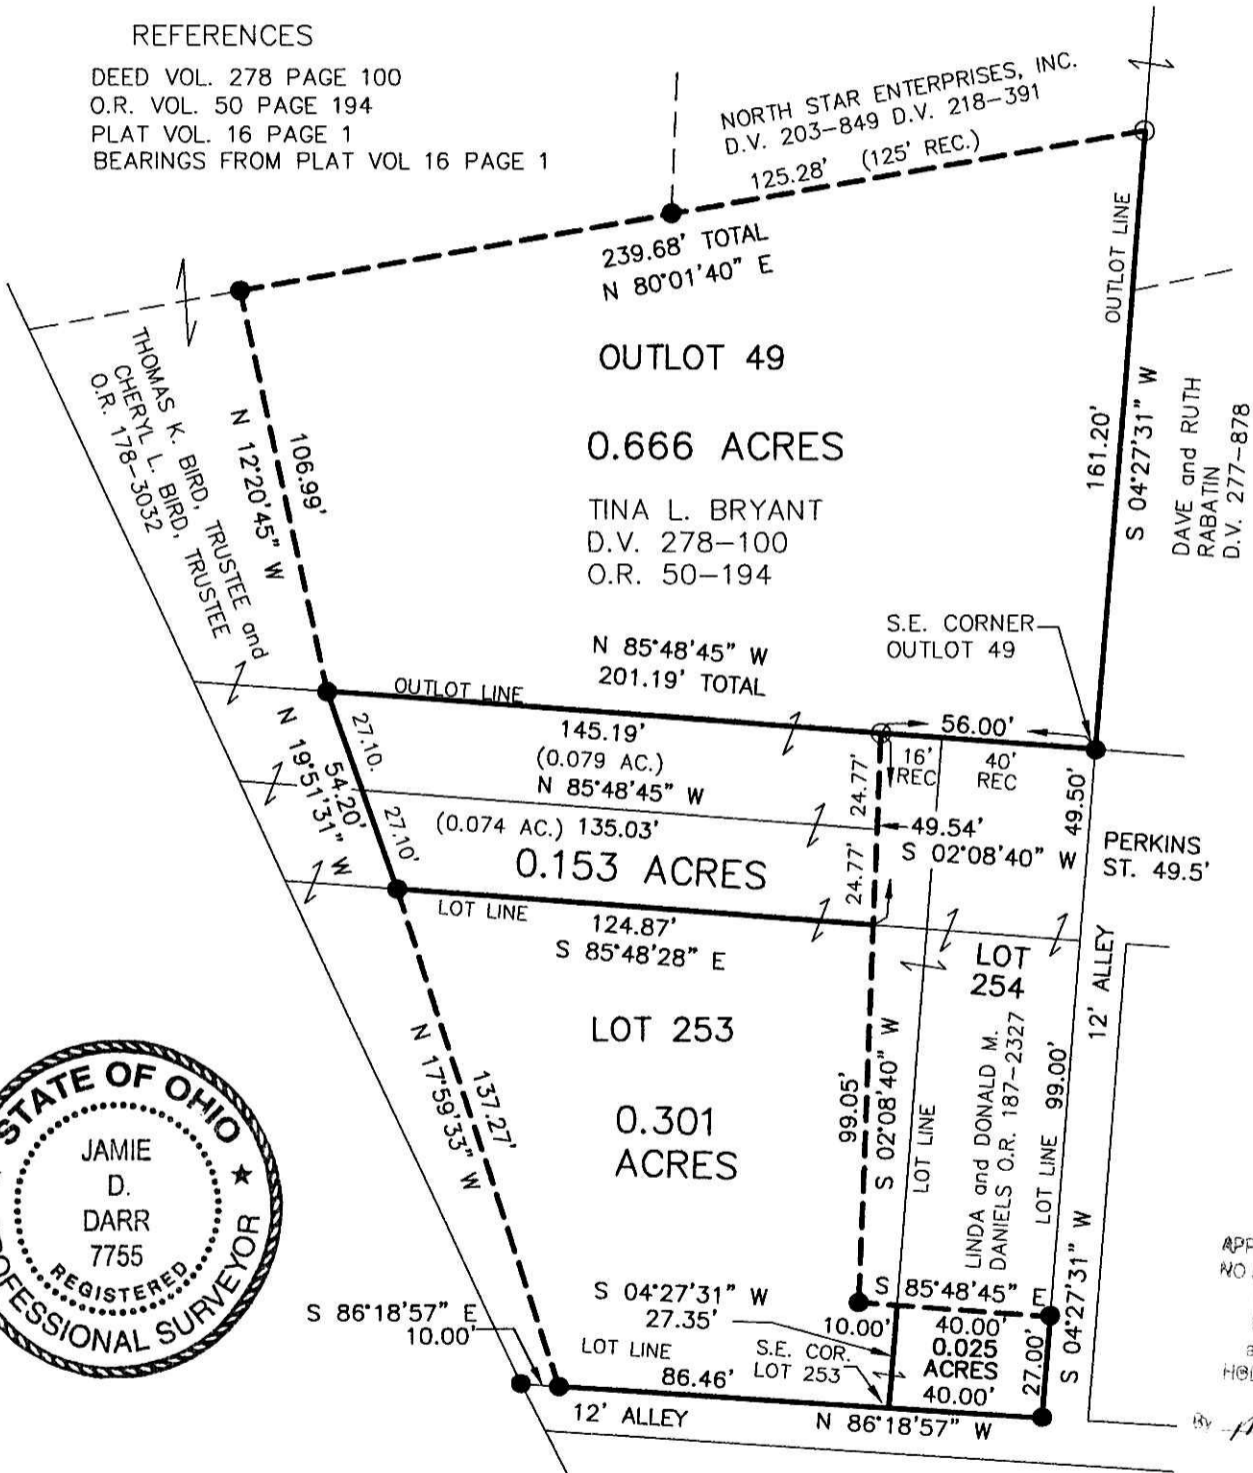 REFERENCES
DEED VOL. 278 PAGE 100
O.R. VOL. 50 PAGE 194
PLAT VOL. 16 PAGE 1
BEARINGS FROM PLAT VOL 16 PAGE 1
NORTH STAR ENTERPRISES, INC.
D.V. 203-849 D.V. 218-391
125.28' (125' REC.)
239.68' TOTAL
N 80°01'40" E
OUTLOT LINE
161.20'
S 04°27'31" W
DAVE and RUTH
RABATIN
D.V. 277-878
OUTLOT 49
0.666 ACRES
TINA L. BRYANT
D.V. 278-100
O.R. 50-194
THOMAS K. BIRD, TRUSTEE and
CHERYL L. BIRD, TRUSTEE
O.R. 178-3032
106.99'
N 12°20'45" W
S.E. CORNER
OUTLOT 49
N 85°48'45" W
201.19' TOTAL
OUTLOT LINE
145.19'
(0.079 AC.)
N 85°48'45" W
56.00'
16'
REC
40'
REC
27.10.
54.20'
N 19°51'31" W
27.10'
24.77'
24.77'
49.54'
S 02°08'40" W
49.50'
PERKINS
ST. 49.5'
(0.074 AC.) 135.03'
0.153 ACRES
LOT LINE
124.87'
S 85°48'28" E
LOT 253
0.301
ACRES
137.27'
N 17°59'33" W
99.05'
S 02°08'40" W
LOT LINE
LOT
254
LINDA and DONALD M.
DANIELS O.R. 187-2327
LOT LINE 99.00'
12' ALLEY
S 04°27'31" W
STATE OF OHIO
JAMIE
D.
DARR
7755
REGISTERED
SURVEYOR
S 86°18'57" E
10.00'
S 04°27'31" W
27.35'
S 85°48'45" E
10.00'
40.00'
0.025
ACRES
40.00'
27.00'
LOT LINE
86.46'
S.E. COR.
LOT 253
12' ALLEY
N 86°18'57" W
NO
By